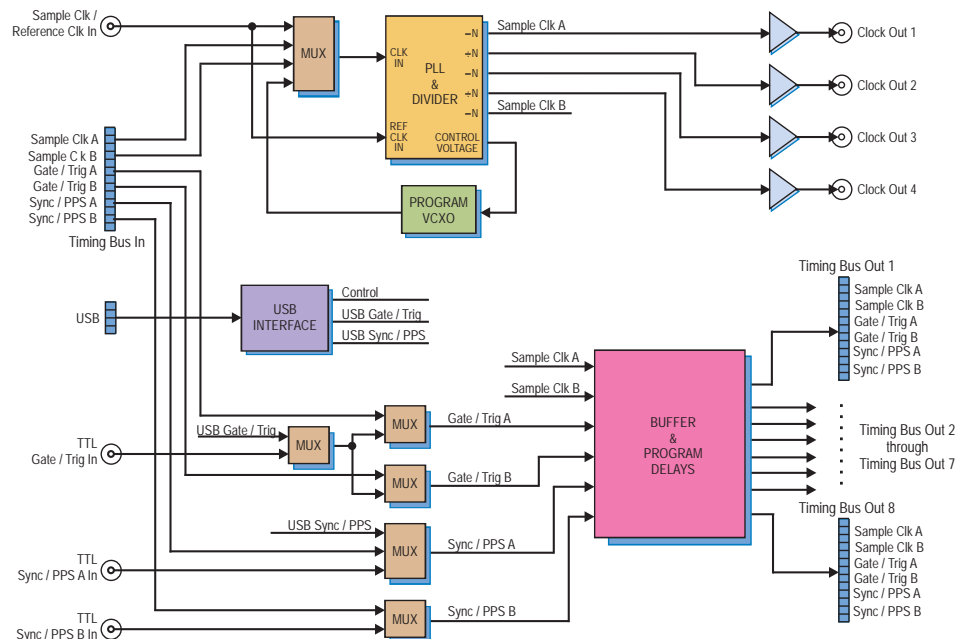 Sample Clk /
Reference Clk In
MUX
CLK
IN
PLL
&
DIVIDER
REF
CLK
IN
CONTROL
VOLTAGE
–N
÷N
–N
÷N
–N
Sample Clk A
Sample Clk B
Clock Out 1
Clock Out 2
Clock Out 3
Clock Out 4
PROGRAM
VCXO
Sample Clk A
Sample C k B
Gate / Trig A
Gate / Trig B
Sync / PPS A
Sync / PPS B
Timing Bus In
USB
USB
INTERFACE
Control
USB Gate / Trig
USB Sync / PPS
Sample Clk A
Sample Clk B
USB Gate / Trig
TTL
Gate / Trig In
MUX
MUX
Gate / Trig A
MUX
Gate / Trig B
USB Sync / PPS
TTL
Sync / PPS A In
MUX
Sync / PPS A
TTL
Sync / PPS B In
MUX
Sync / PPS B
BUFFER
&
PROGRAM
DELAYS
Timing Bus Out 1
Sample Clk A
Sample Clk B
Gate / Trig A
Gate / Trig B
Sync / PPS A
Sync / PPS B
Timing Bus Out 2
through
Timing Bus Out 7
Timing Bus Out 8
Sample Clk A
Sample Clk B
Gate / Trig A
Gate / Trig B
Sync / PPS A
Sync / PPS B